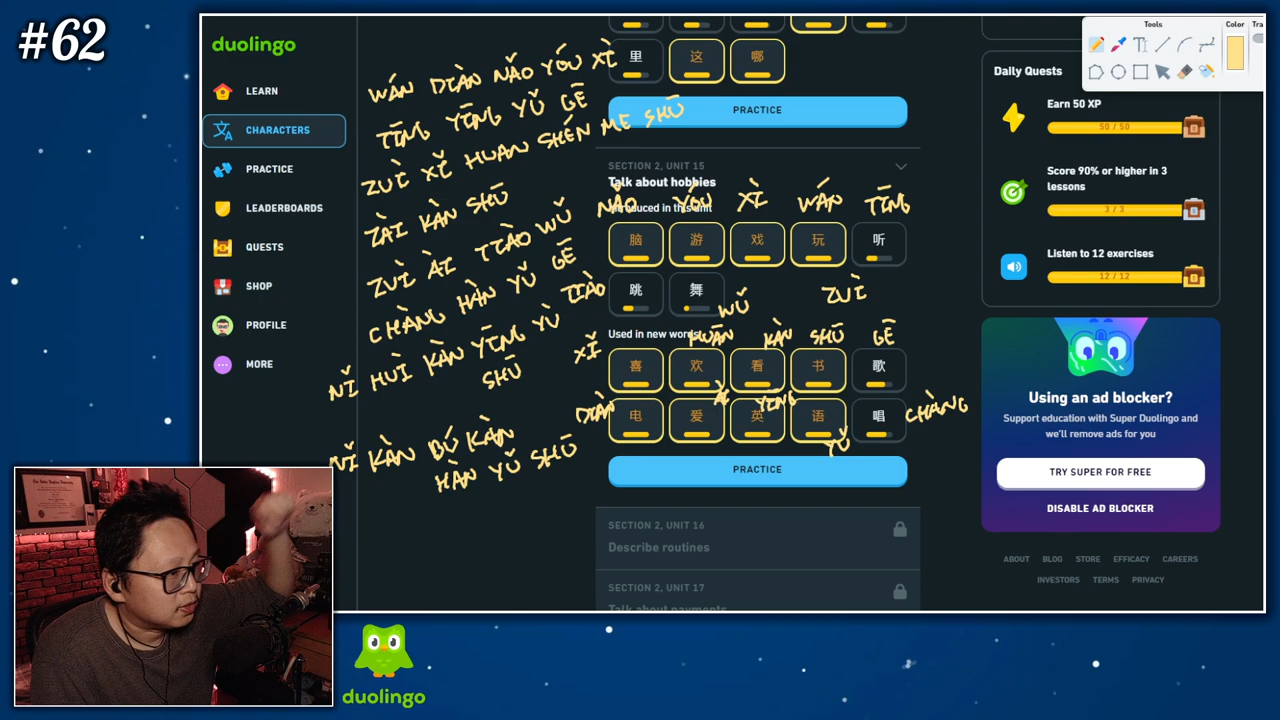 #62
duolingo
LEARN
CHARACTERS
PRACTICE
LEADERBOARDS
QUESTS
SHOP
PROFILE
MORE
WÁN DIÀN NǍO YÓU XÌ
TĪNG YĪNG YǓ GĒ
ZUÌ XǏ HUAN SHÉN ME SHŪ
ZÀI KÀN SHŪ
ZUÌ ÀI TIÀO WǓ
CHÀNG HÀN YǓ GĒ
NǏ HUÌ KÀN YĪNG YǓ
SHŪ
NǏ KÀN BÚ KÀN
HÀN YǓ SHŪ
里 这 哪
PRACTICE
SECTION 2, UNIT 15
Talk about hobbies
NǍO YÓU XÌ WÁN TĪNG
Introduced in this unit
脑 游 戏 玩 听
TIÀO
跳 舞
WǓ ZUÌ
Used in new words
XǏ HUĀN KÀN SHŪ GĒ
喜 欢 看 书 歌
DIÀN ÀI YĪNG
电 爱 英 语 唱
CHÀNG
YǓ
PRACTICE
SECTION 2, UNIT 16
Describe routines
SECTION 2, UNIT 17
Talk about payments
Tools
Color
Daily Quests
Earn 50 XP
50 / 50
Score 90% or higher in 3
lessons
3 / 3
Listen to 12 exercises
12 / 12
Using an ad blocker?
Support education with Super Duolingo and
we'll remove ads for you
TRY SUPER FOR FREE
DISABLE AD BLOCKER
ABOUT BLOG STORE EFFICACY CAREERS
INVESTORS TERMS PRIVACY
duolingo